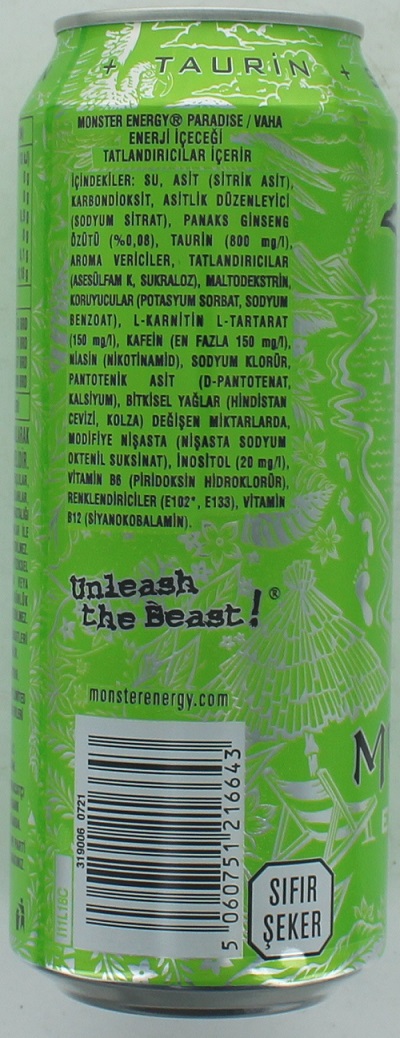 + TAURİN +
MONSTER ENERGY® PARADISE / VAHA
ENERJİ İÇECEĞİ
TATLANDIRICILAR İÇERİR
İÇİNDEKİLER: SU, ASİT (SİTRİK ASİT),
KARBONDİOKSİT, ASİTLİK DÜZENLEYİCİ
(SODYUM SİTRAT), PANAKS GINSENG
ÖZÜTÜ (%0,08), TAURİN (800 mg/l),
AROMA VERİCİLER, TATLANDIRICILAR
(ASESÜLFAM K, SUKRALOZ), MALTODEKSTRİN,
KORUYUCULAR (POTASYUM SORBAT, SODYUM
BENZOAT), L-KARNİTİN L-TARTARAT
(150 mg/l), KAFEİN (EN FAZLA 150 mg/l),
NİASİN (NİKOTİNAMİD), SODYUM KLORÜR,
PANTOTENİK ASİT (D-PANTOTENAT,
KALSİYUM), BİTKİSEL YAĞLAR (HİNDİSTAN
CEVİZİ, KOLZA) DEĞİŞEN MİKTARLARDA,
MODİFİYE NİŞASTA (NİŞASTA SODYUM
OKTENİL SUKSİNAT), İNOSİTOL (20 mg/l),
VİTAMİN B6 (PİRİDOKSİN HİDROKLORÜR),
RENKLENDİRİCİLER (E102*, E133), VİTAMİN
B12 (SİYANOKOBALAMİN).
Unleash
the Beast!®
monsterenergy.com
319006 0721
5 060751 216643
111L18C
SIFIR
ŞEKER